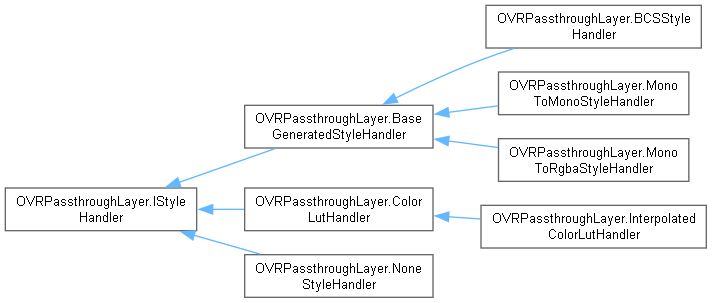 OVRPassthroughLayer.BCSStyle
Handler
OVRPassthroughLayer.Mono
ToMonoStyleHandler
OVRPassthroughLayer.Base
GeneratedStyleHandler
OVRPassthroughLayer.Mono
ToRgbaStyleHandler
OVRPassthroughLayer.IStyle
Handler
OVRPassthroughLayer.Color
LutHandler
OVRPassthroughLayer.Interpolated
ColorLutHandler
OVRPassthroughLayer.None
StyleHandler